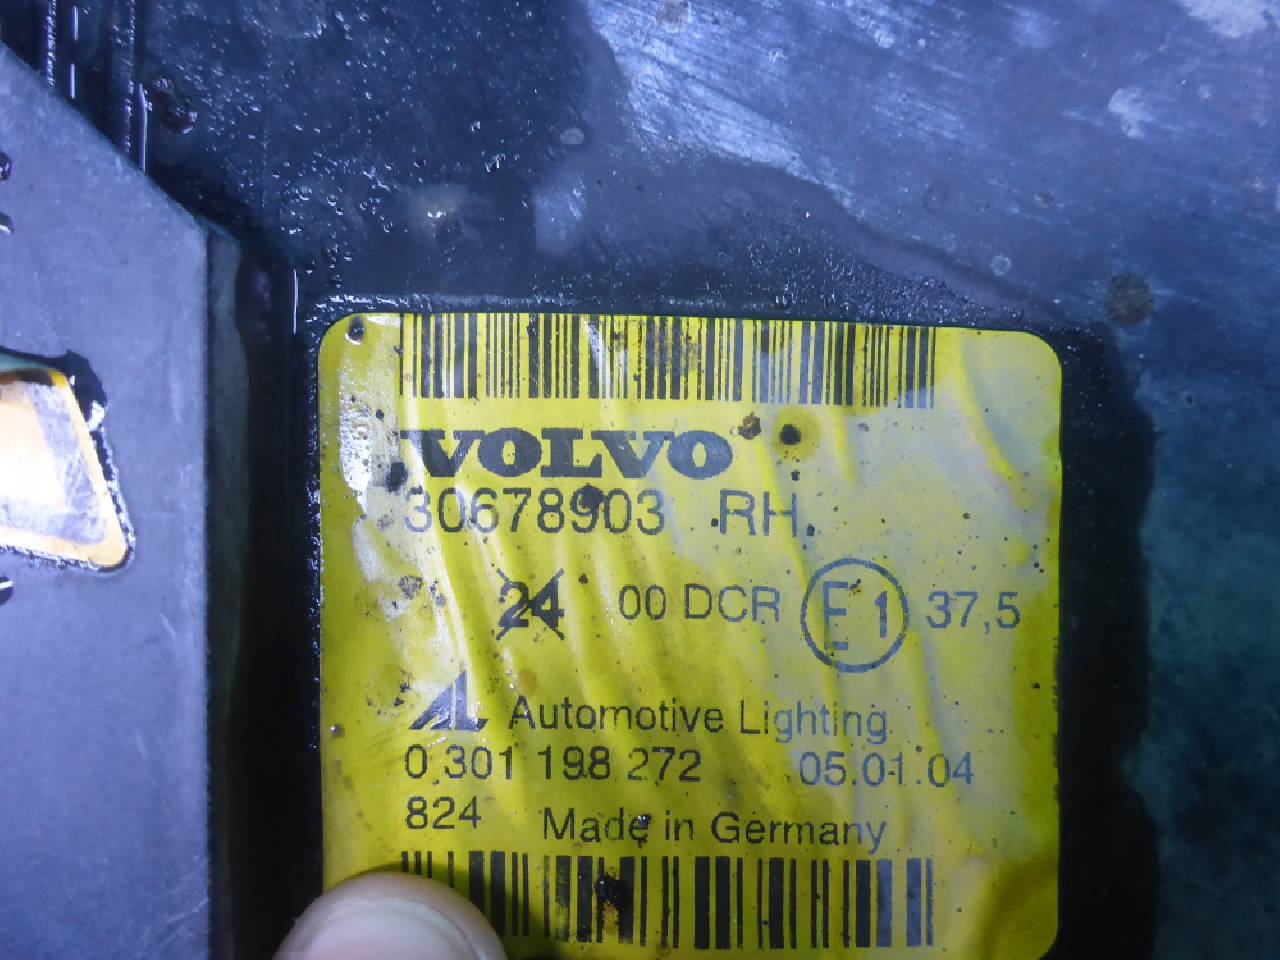 VOLVO
30678903 RH
24 00 DCR E1 37,5
AL Automotive Lighting
0 301 198 272 05.01.04
824 Made in Germany